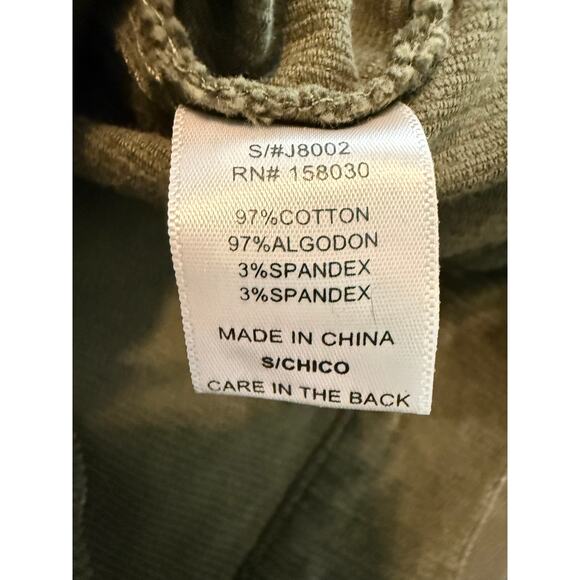 S/#J8002
RN# 158030
97%COTTON
97%ALGODON
3%SPANDEX
3%SPANDEX
MADE IN CHINA
S/CHICO
CARE IN THE BACK